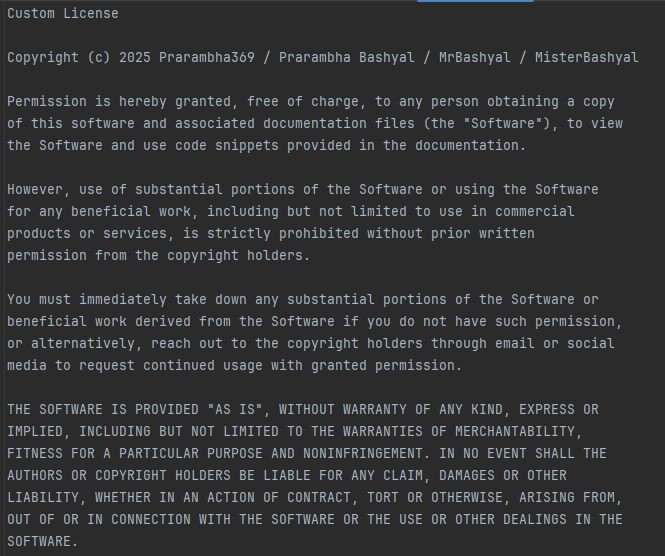 Custom License
Copyright (c) 2025 Prarambha369 / Prarambha Bashyal / MrBashyal / MisterBashyal
Permission is hereby granted, free of charge, to any person obtaining a copy
of this software and associated documentation files (the "Software"), to view
the Software and use code snippets provided in the documentation.
However, use of substantial portions of the Software or using the Software
for any beneficial work, including but not limited to use in commercial
products or services, is strictly prohibited without prior written
permission from the copyright holders.
You must immediately take down any substantial portions of the Software or
beneficial work derived from the Software if you do not have such permission,
or alternatively, reach out to the copyright holders through email or social
media to request continued usage with granted permission.
THE SOFTWARE IS PROVIDED "AS IS", WITHOUT WARRANTY OF ANY KIND, EXPRESS OR
IMPLIED, INCLUDING BUT NOT LIMITED TO THE WARRANTIES OF MERCHANTABILITY,
FITNESS FOR A PARTICULAR PURPOSE AND NONINFRINGEMENT. IN NO EVENT SHALL THE
AUTHORS OR COPYRIGHT HOLDERS BE LIABLE FOR ANY CLAIM, DAMAGES OR OTHER
LIABILITY, WHETHER IN AN ACTION OF CONTRACT, TORT OR OTHERWISE, ARISING FROM,
OUT OF OR IN CONNECTION WITH THE SOFTWARE OR THE USE OR OTHER DEALINGS IN THE
SOFTWARE.